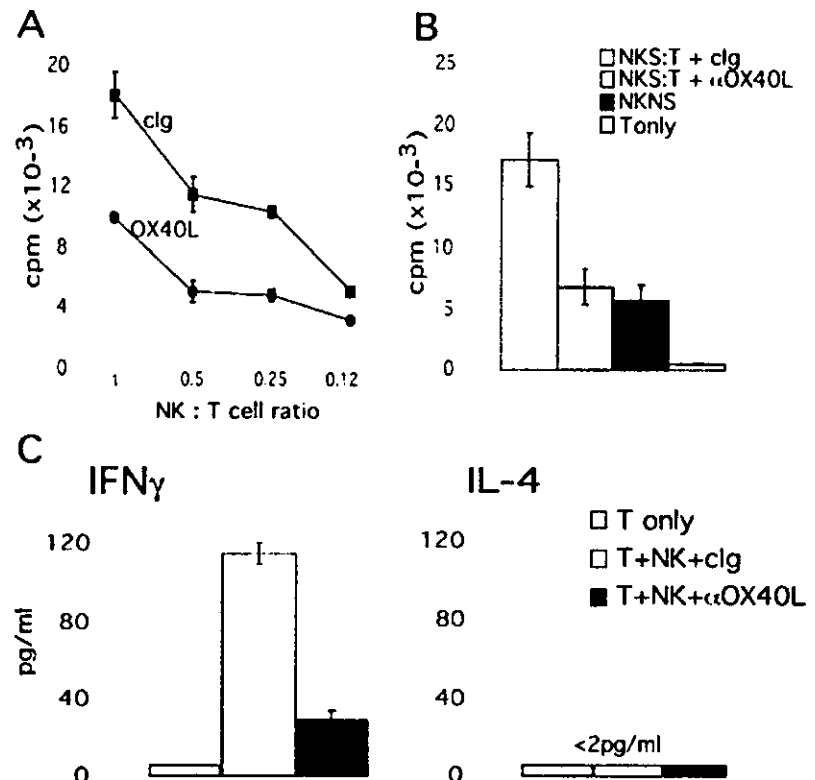 A
20
16
12
8
4
0
cpm (x10-3)
cIg
OX40L
1
0.5
0.25
0.12
NK : T cell ratio
B
25
20
15
10
5
0
cpm (x10-3)
NKS:T + cIg
NKS:T + αOX40L
NKNS
Tonly
C
IFNγ
120
80
40
0
pg/ml
IL-4
120
80
40
0
<2pg/ml
T only
T+NK+cIg
T+NK+αOX40L